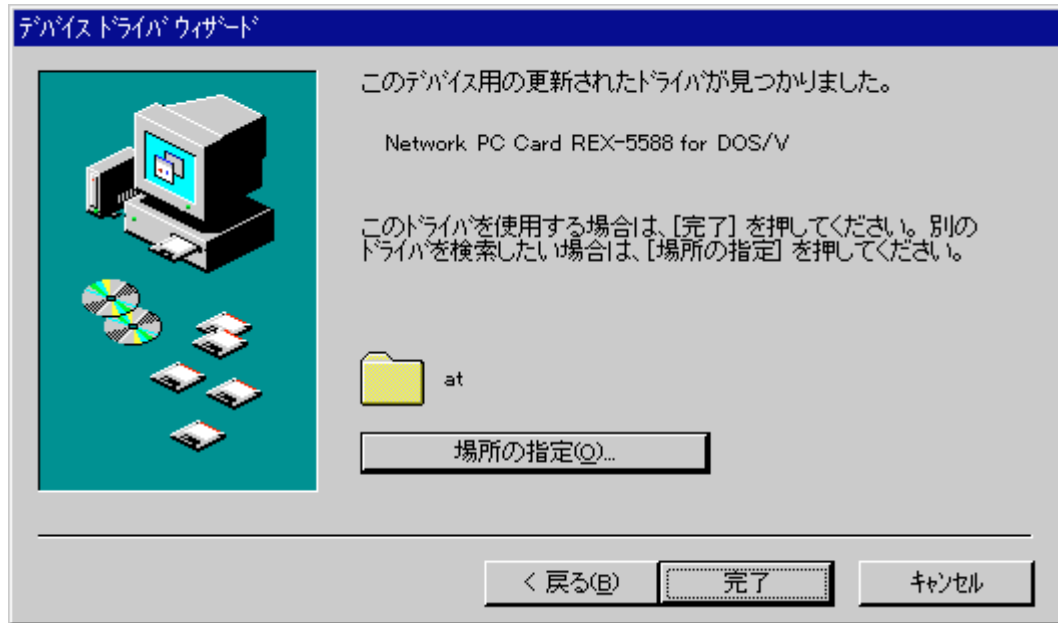 ﾃﾞﾊﾞｲｽ ﾄﾞﾗｲﾊﾞ ｳｨｻﾞｰﾄﾞ
このﾃﾞﾊﾞｲｽ用の更新されたﾄﾞﾗｲﾊﾞが見つかりました。
Network PC Card REX-5588 for DOS/V
このﾄﾞﾗｲﾊﾞを使用する場合は、[完了] を押してください。別の
ﾄﾞﾗｲﾊﾞを検索したい場合は、[場所の指定] を押してください。
at
場所の指定(O)...
< 戻る(B)
完了
ｷｬﾝｾﾙ